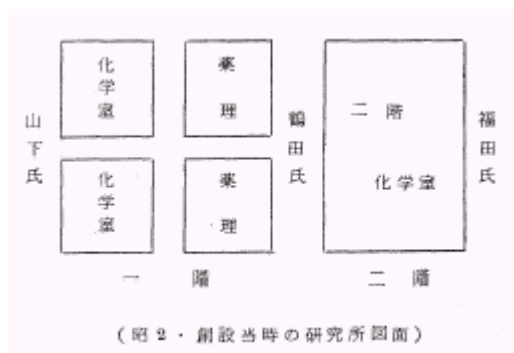 山下氏
化学室
薬理
化学室
薬理
鶴田氏
二階
化学室
福田氏
一階
二階
(昭2・創設当時の研究所図面)